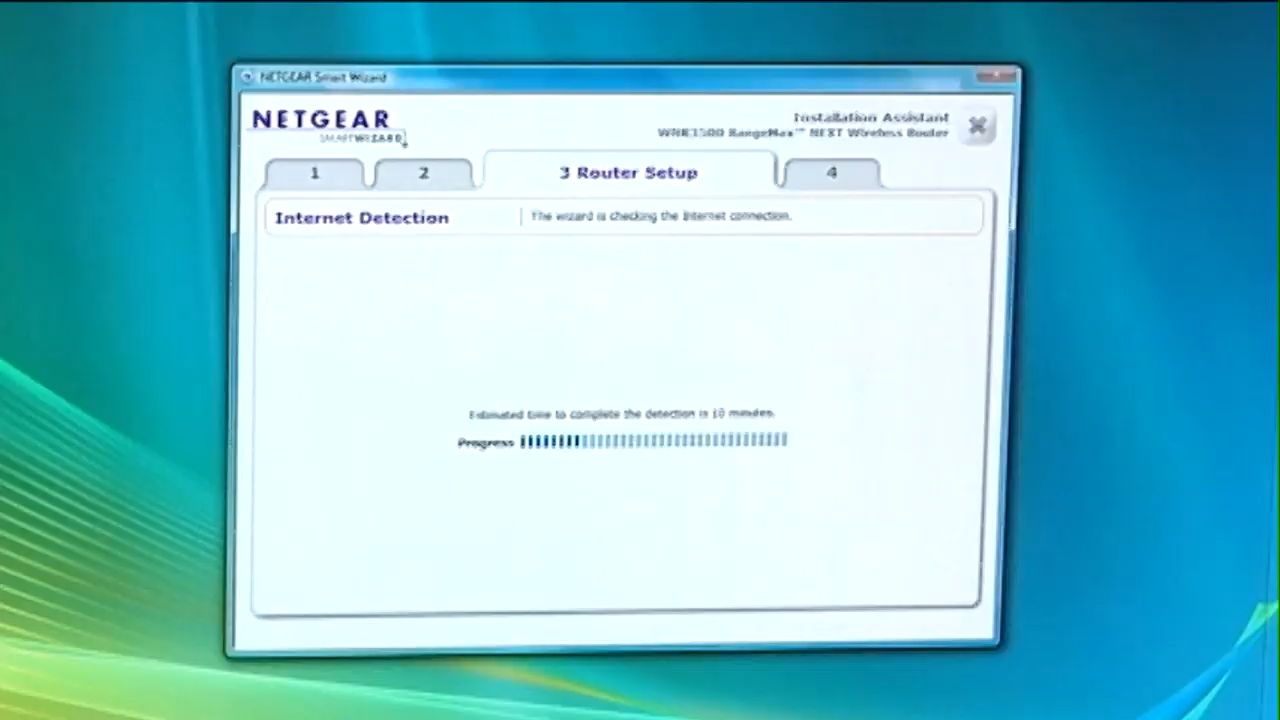 NETGEAR Smart Wizard
NETGEAR
SMARTWIZARD
Installation Assistant
WNR3500 RangeMax™ NEXT Wireless Router
1
2
3 Router Setup
4
Internet Detection
The wizard is checking the Internet connection.
Estimated time to complete the detection is 10 minutes.
Progress